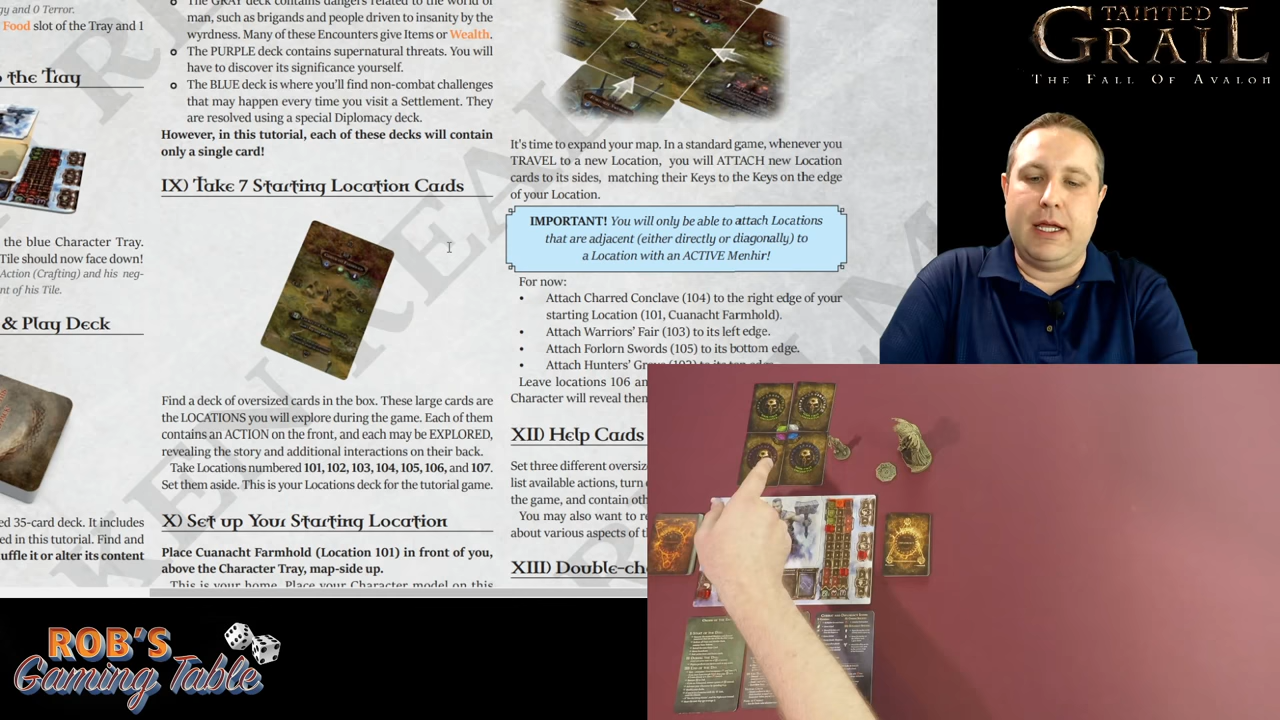 gy and 0 Terror.
Food slot of the Tray and 1
o the Tray
the blue Character Tray.
Tile should now face down!
Action (Crafting) and his neg-
nt of his Tile.
& Play Deck
ed 35-card deck. It includes
ed in this tutorial. Find and
uffle it or alter its content
The GRAY deck contains dangers related to the world of
man, such as brigands and people driven to insanity by the
wyrdness. Many of these Encounters give Items or Wealth.
The PURPLE deck contains supernatural threats. You will
have to discover its significance yourself.
The BLUE deck is where you'll find non-combat challenges
that may happen every time you visit a Settlement. They
are resolved using a special Diplomacy deck.
However, in this tutorial, each of these decks will contain
only a single card!
IX) Take 7 Starting Location Cards
Find a deck of oversized cards in the box. These large cards are
the LOCATIONS you will explore during the game. Each of them
contains an ACTION on the front, and each may be EXPLORED,
revealing the story and additional interactions on their back.
Take Locations numbered 101, 102, 103, 104, 105, 106, and 107.
Set them aside. This is your Locations deck for the tutorial game.
X) Set up Your Starting Location
Place Cuanacht Farmhold (Location 101) in front of you,
above the Character Tray, map-side up.
This is your home. Place your Character model on this
It's time to expand your map. In a standard game, whenever you
TRAVEL to a new Location, you will ATTACH new Location
cards to its sides, matching their Keys to the Keys on the edge
of your Location.
IMPORTANT! You will only be able to attach Locations
that are adjacent (either directly or diagonally) to
a Location with an ACTIVE Menhir!
For now:
• Attach Charred Conclave (104) to the right edge of your
starting Location (101, Cuanacht Farmhold).
• Attach Warriors' Fair (103) to its left edge.
• Attach Forlorn Swords (105) to its bottom edge.
• Attach Hunters' Grove (102) to its top edge.
Leave locations 106 an
Character will reveal them
XII) Help Cards
Set three different oversiz
list available actions, turn
the game, and contain oth
You may also want to re
about various aspects of t
XIII) Double-che
TAINTED
GRAIL
THE FALL OF AVALON
ROB'S
Gaming Table